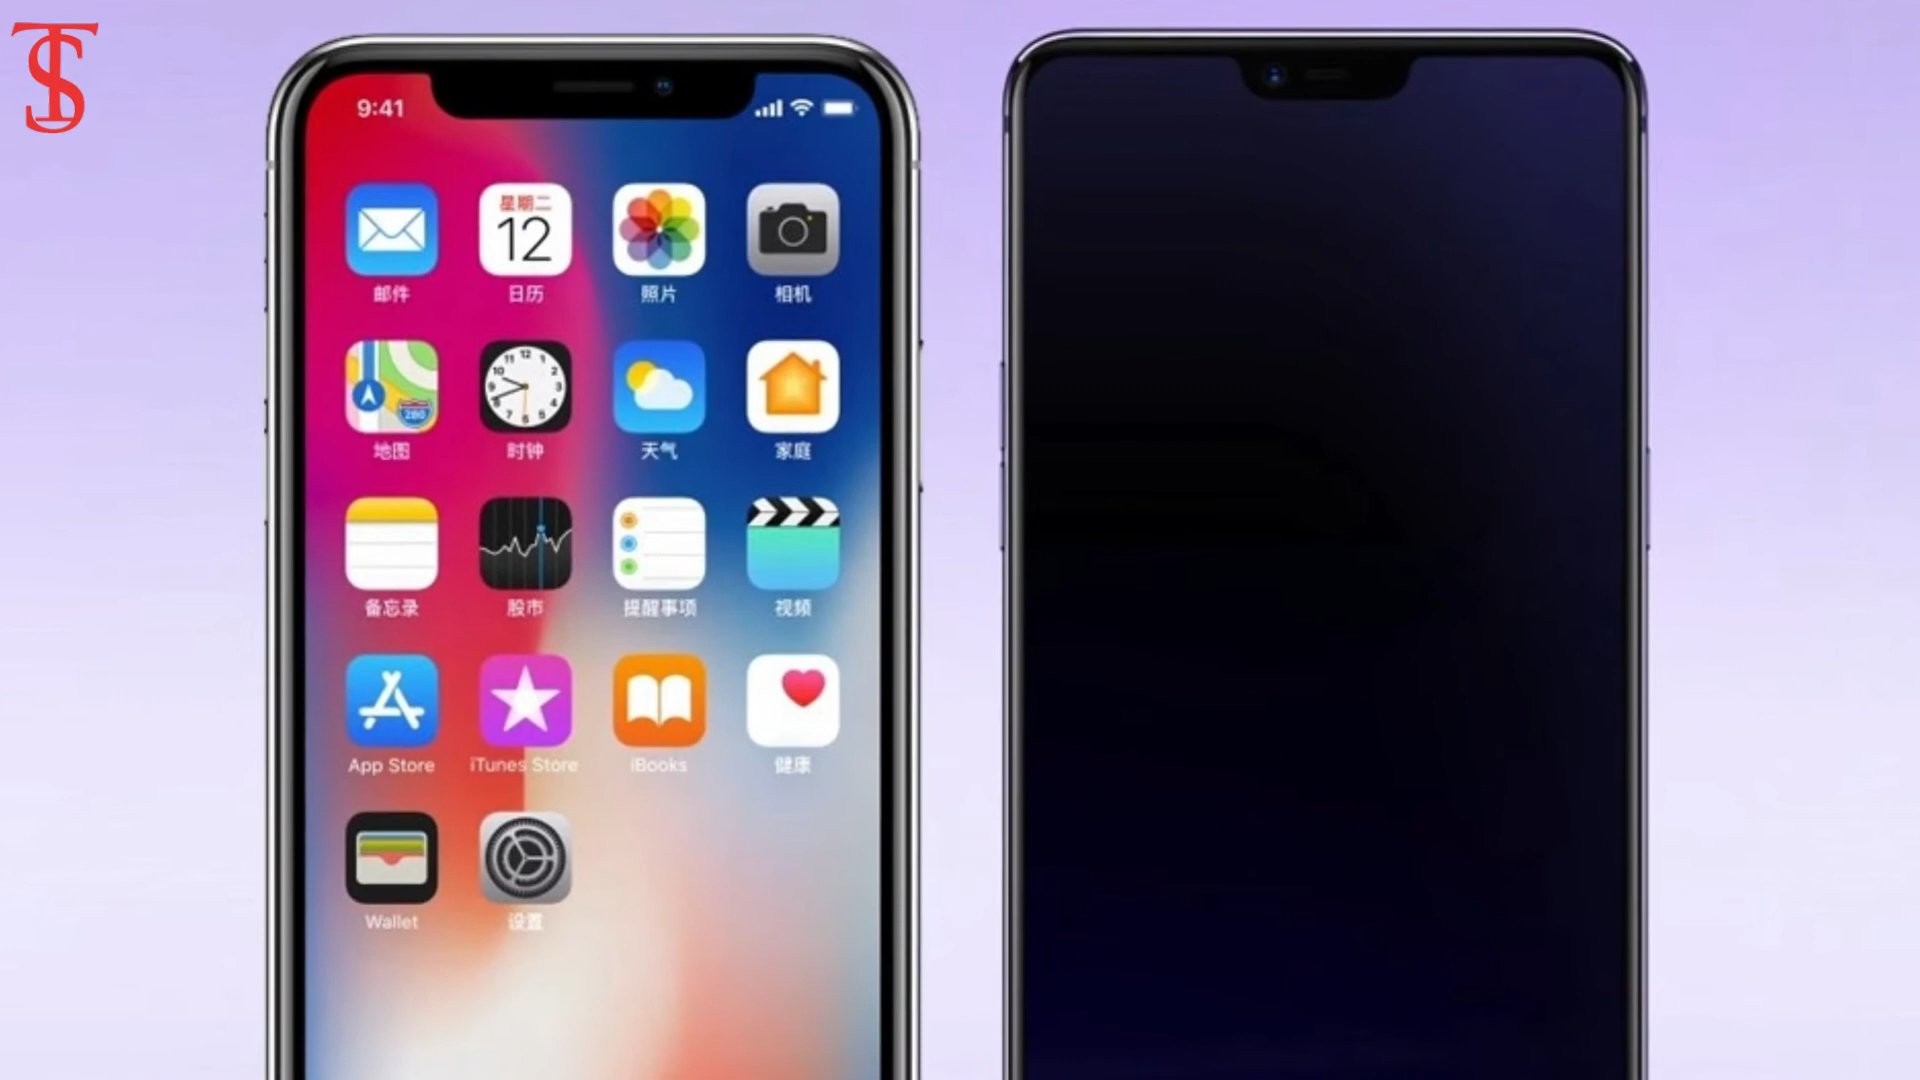 TS
9:41
星期二
12
邮件 日历 照片 相机
280
地图 时钟 天气 家庭
备忘录 股市 提醒事项 视频
App Store iTunes Store iBooks 健康
Wallet 设置